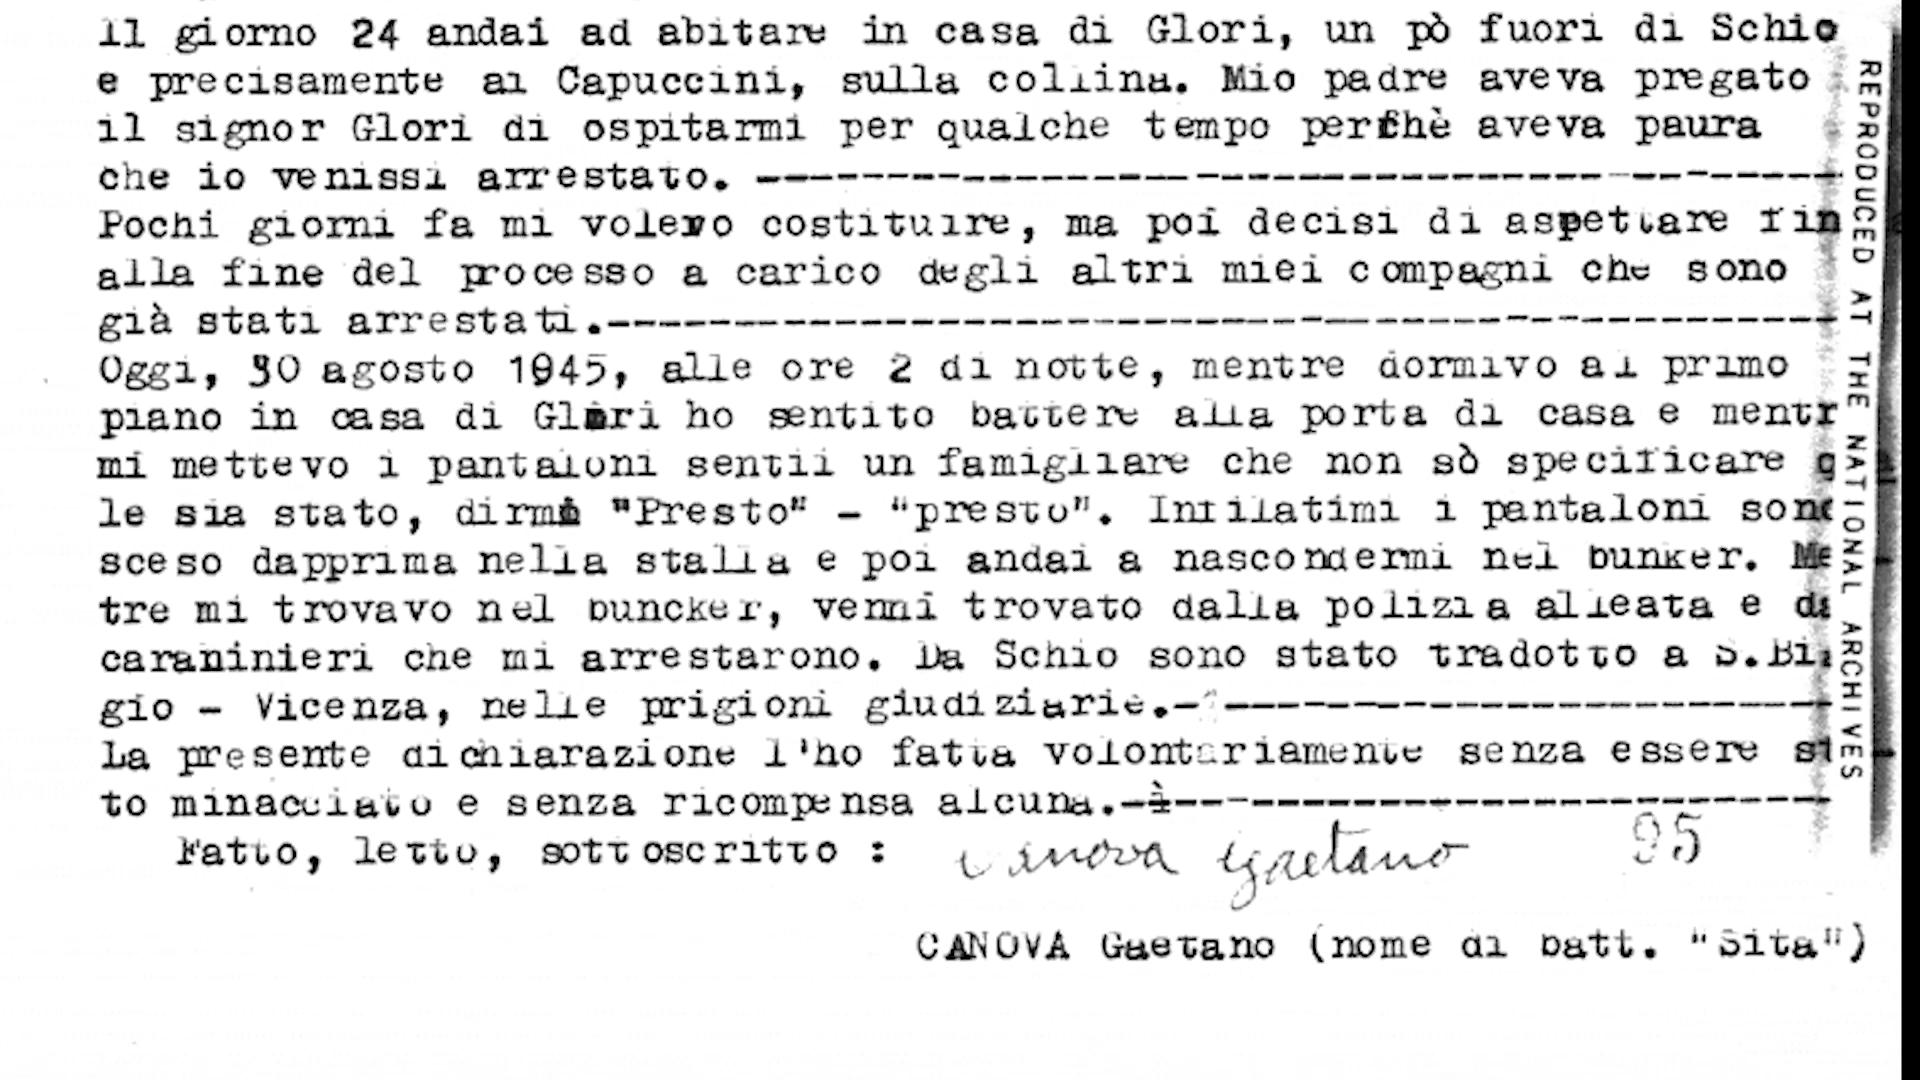 Il giorno 24 andai ad abitare in casa di Glori, un pò fuori di Schio
e precisamente ai Capuccini, sulla collina. Mio padre aveva pregato
il signor Glori di ospitarmi per qualche tempo perchè aveva paura
che io venissi arrestato. ----------
Pochi giorni fa mi volevo costituire, ma poi decisi di aspettare fin
alla fine del processo a carico degli altri miei compagni che sono
già stati arrestati.----------
Oggi, 30 agosto 1945, alle ore 2 di notte, mentre dormivo al primo
piano in casa di Glori ho sentito battere alla porta di casa e mentr
mi mettevo i pantaloni sentii un famigliare che non sò specificare q
le sia stato, dirmi "Presto" - "presto". Infilatimi i pantaloni sono
sceso dapprima nella stalla e poi andai a nascondermi nel bunker. Me
tre mi trovavo nel buncker, venni trovato dalla polizia alleata e da
carabinieri che mi arrestarono. Da Schio sono stato tradotto a S.Bia
gio - Vicenza, nelle prigioni giudiziarie.----------
La presente dichiarazione l'ho fatta volontariamente senza essere st
to minacciato e senza ricompensa alcuna.----------
Fatto, letto, sottoscritto : Canova Gaetano 95
CANOVA Gaetano (nome di batt. "Sita")
REPRODUCED AT THE NATIONAL ARCHIVES